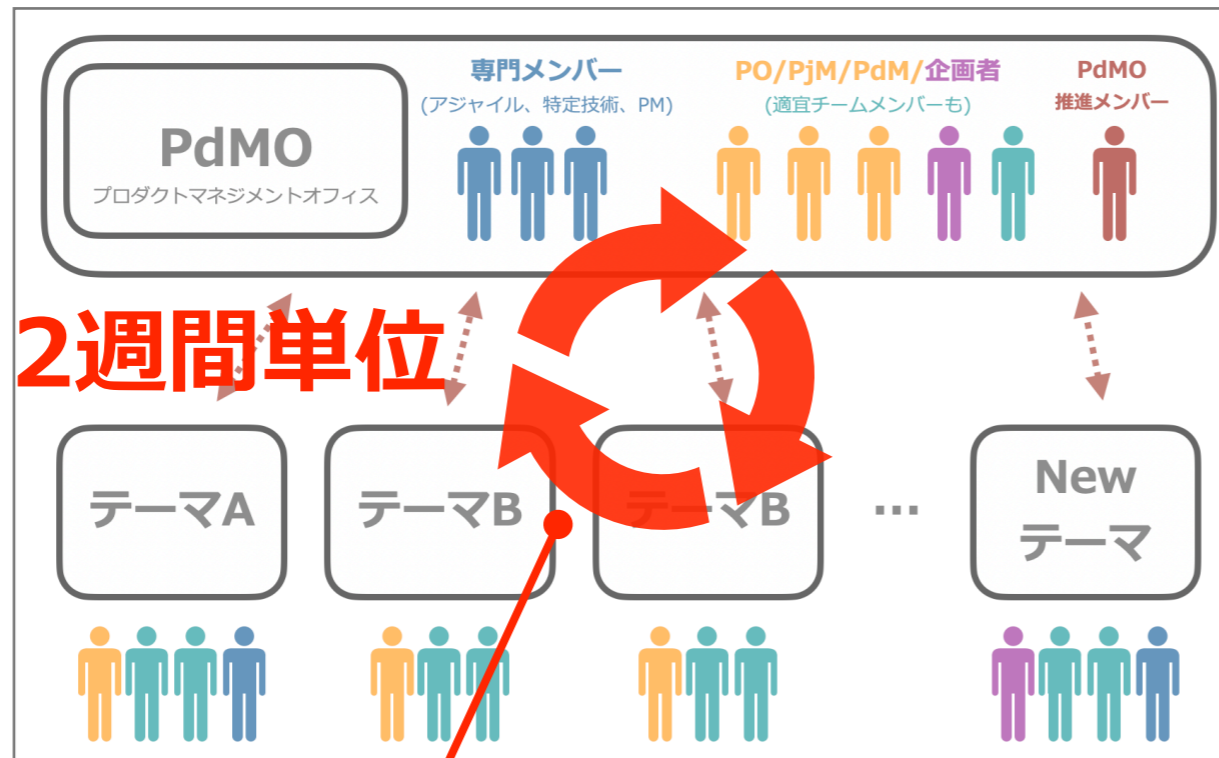 専門メンバー
(アジャイル、特定技術、PM)
PO/PjM/PdM/企画者
(適宜チームメンバーも)
PdMO
推進メンバー
PdMO
プロダクトマネジメントオフィス
2週間単位
テーマA
テーマB
テーマB
...
New
テーマ